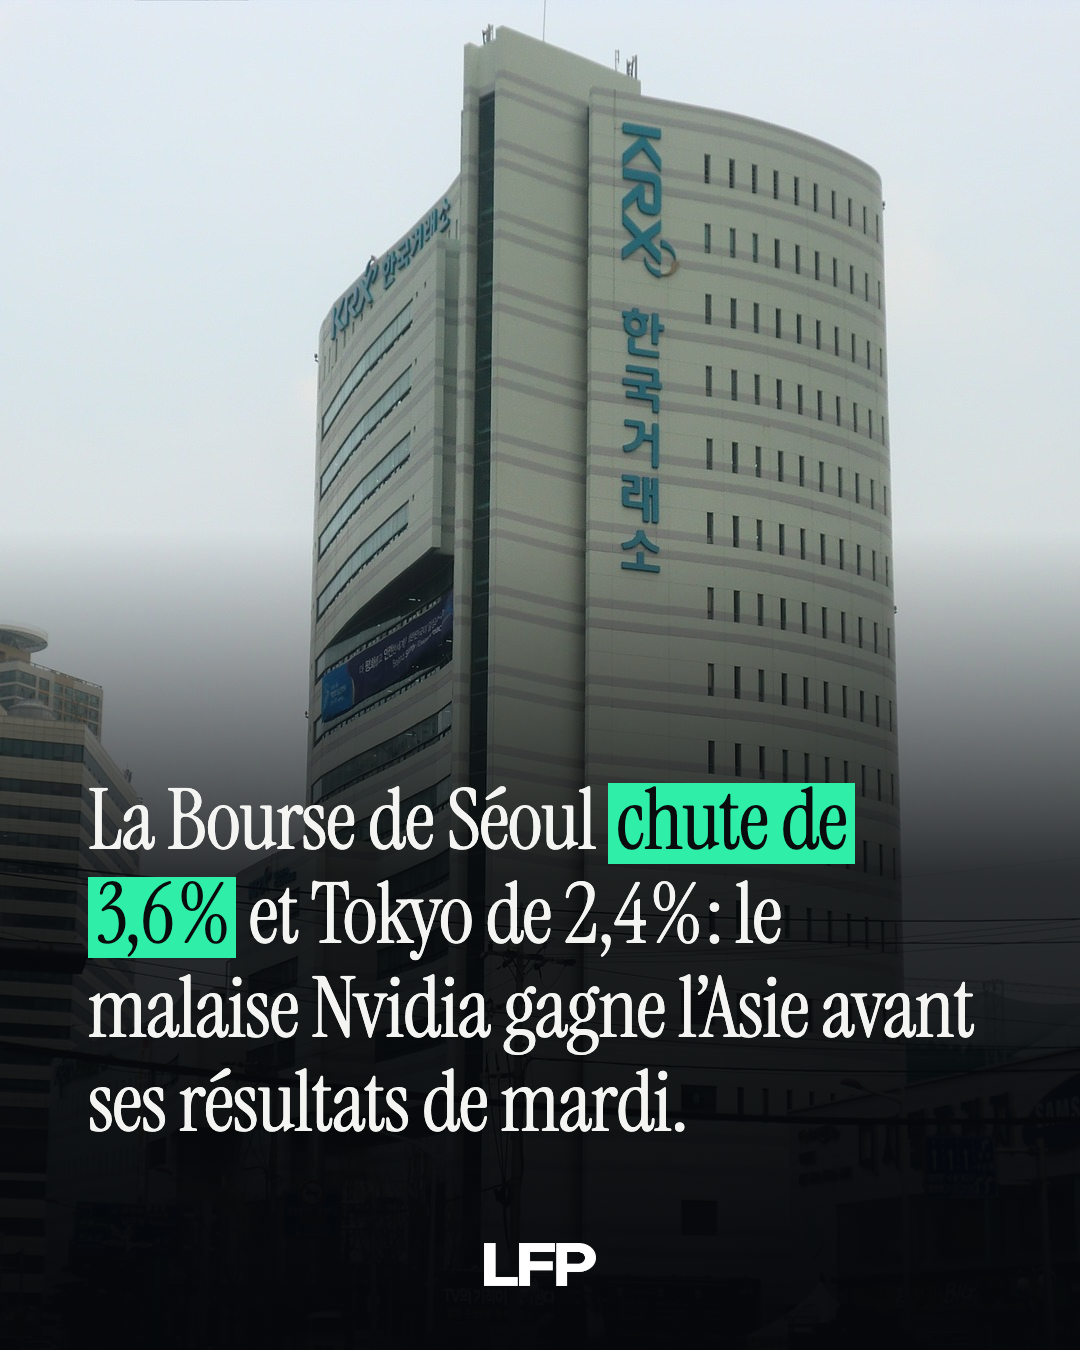 KRX 한국거래소
KRX
한국거래소
La Bourse de Séoul chute de
3,6% et Tokyo de 2,4% : le
malaise Nvidia gagne l’Asie avant
ses résultats de mardi.
LFP